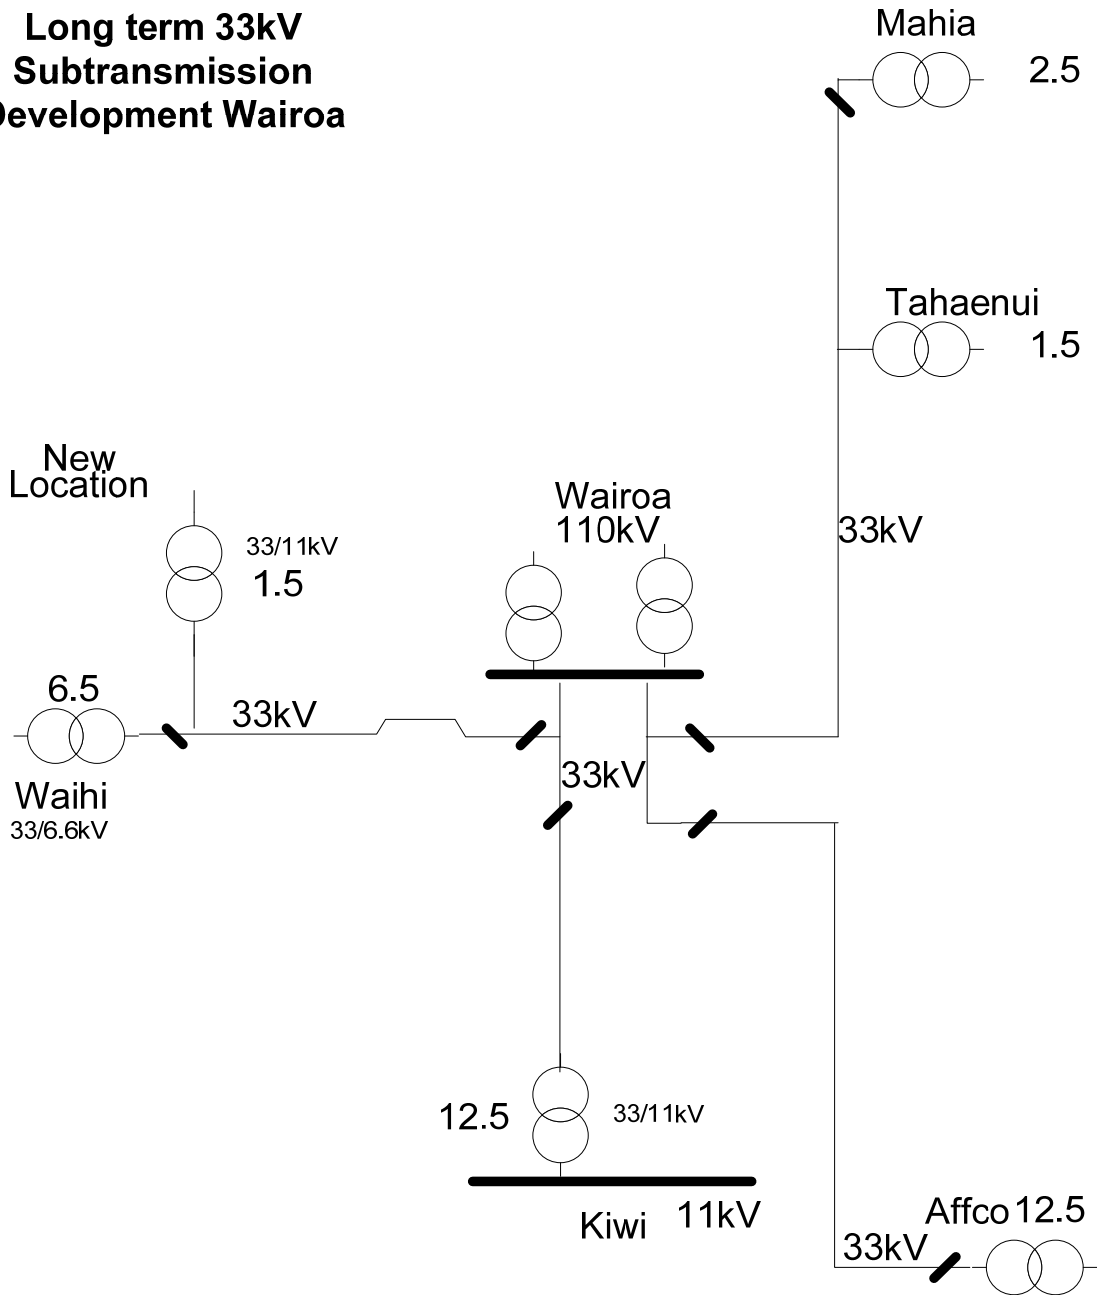 Long term 33kV
Subtransmission
Development Wairoa
Mahia
2.5
Tahaenui
1.5
New
Location
33/11kV
1.5
Wairoa
110kV
33kV
6.5
33kV
Waihi
33/6.6kV
33kV
12.5
33/11kV
Kiwi
11kV
Affco 12.5
33kV